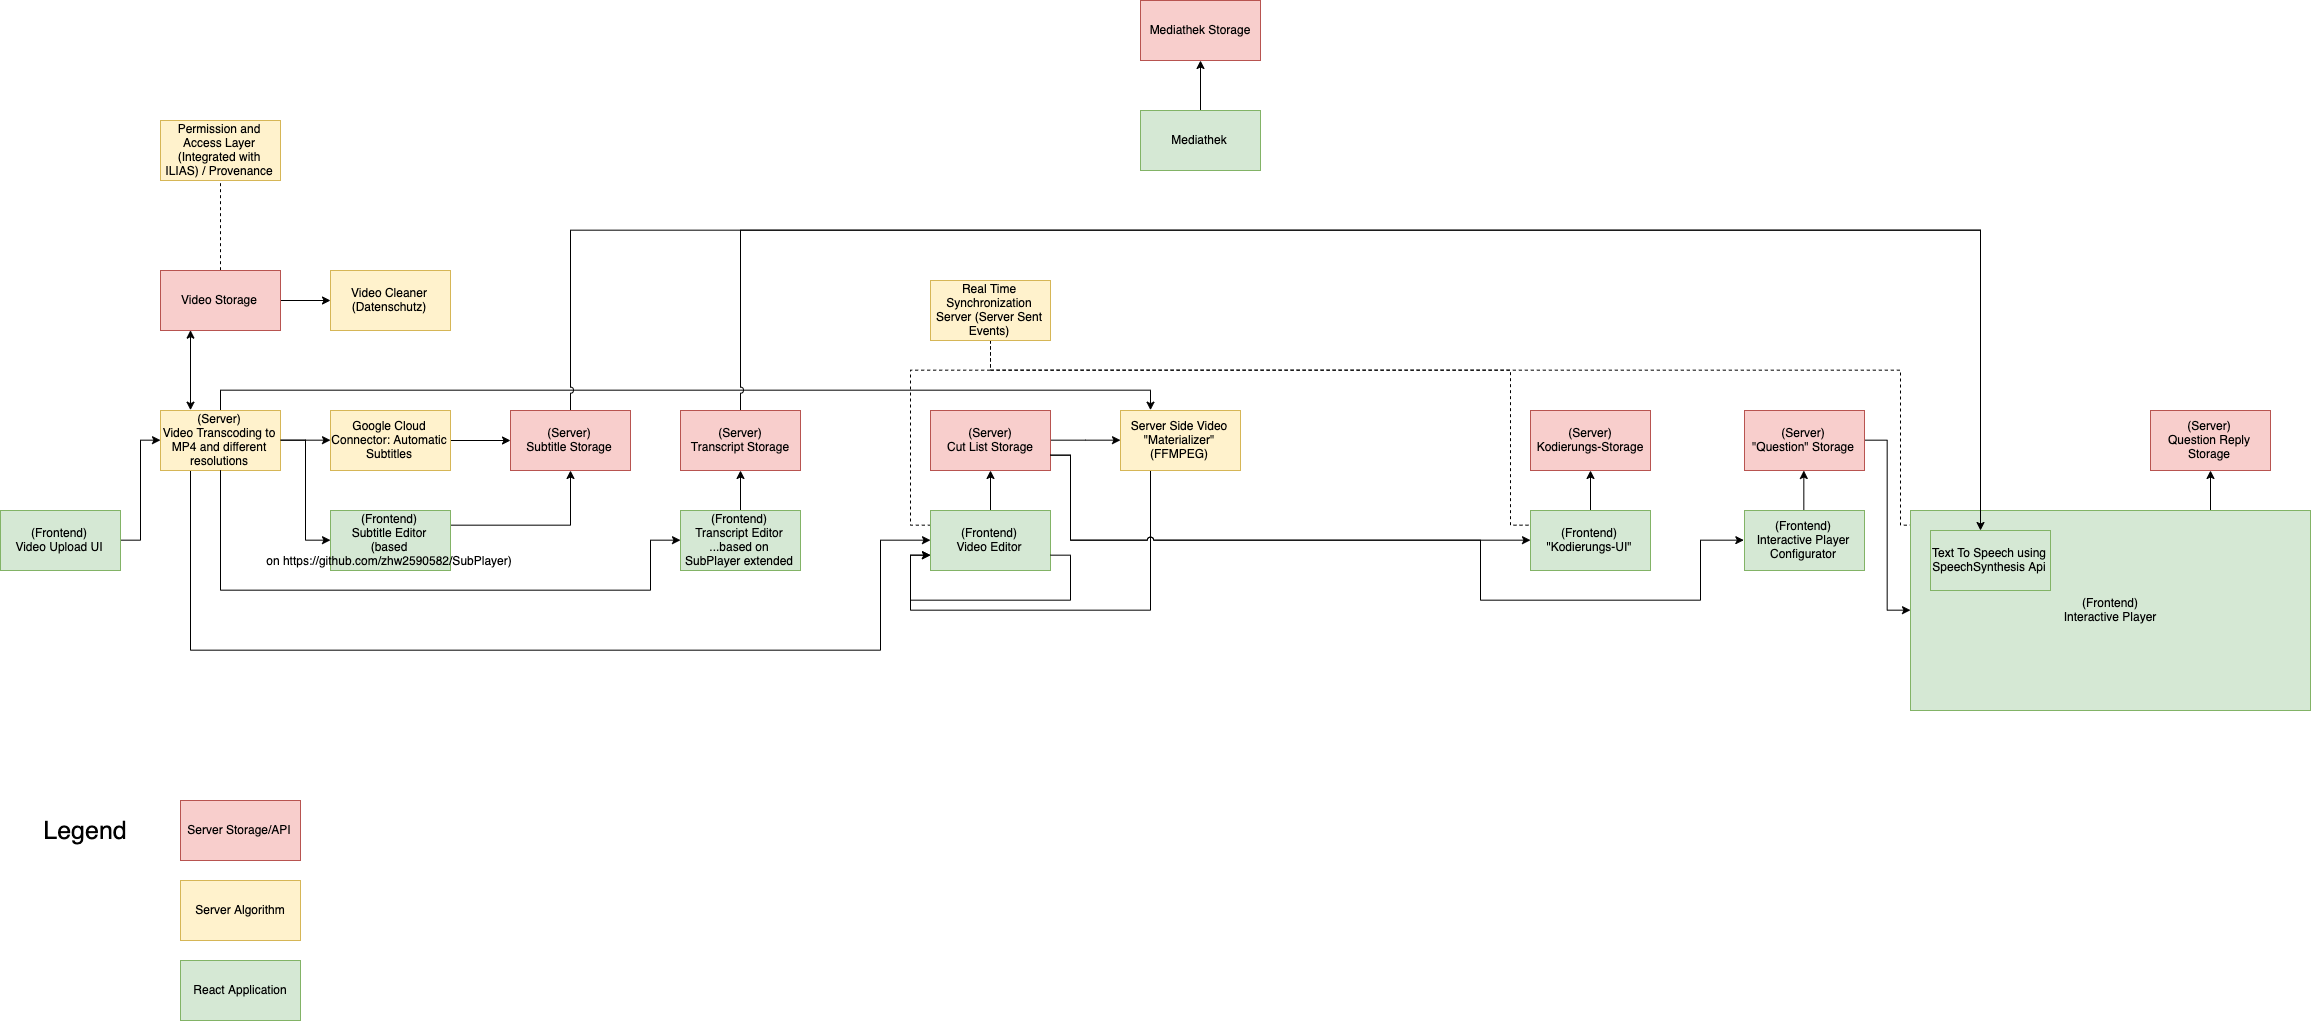 Mediathek Storage
Mediathek
Permission and
Access Layer
(Integrated with
ILIAS) / Provenance
Video Storage
Video Cleaner
(Datenschutz)
Real Time
Synchronization
Server (Server Sent
Events)
(Server)
Video Transcoding to
MP4 and different
resolutions
Google Cloud
Connector: Automatic
Subtitles
(Server)
Subtitle Storage
(Server)
Transcript Storage
(Server)
Cut List Storage
Server Side Video
"Materializer"
(FFMPEG)
(Server)
Kodierungs-Storage
(Server)
"Question" Storage
(Server)
Question Reply
Storage
(Frontend)
Video Upload UI
(Frontend)
Subtitle Editor
(based
on https://github.com/zhw2590582/SubPlayer)
(Frontend)
Transcript Editor
...based on
SubPlayer extended
(Frontend)
Video Editor
(Frontend)
"Kodierungs-UI"
(Frontend)
Interactive Player
Configurator
Text To Speech using
SpeechSynthesis Api
(Frontend)
Interactive Player
Legend
Server Storage/API
Server Algorithm
React Application